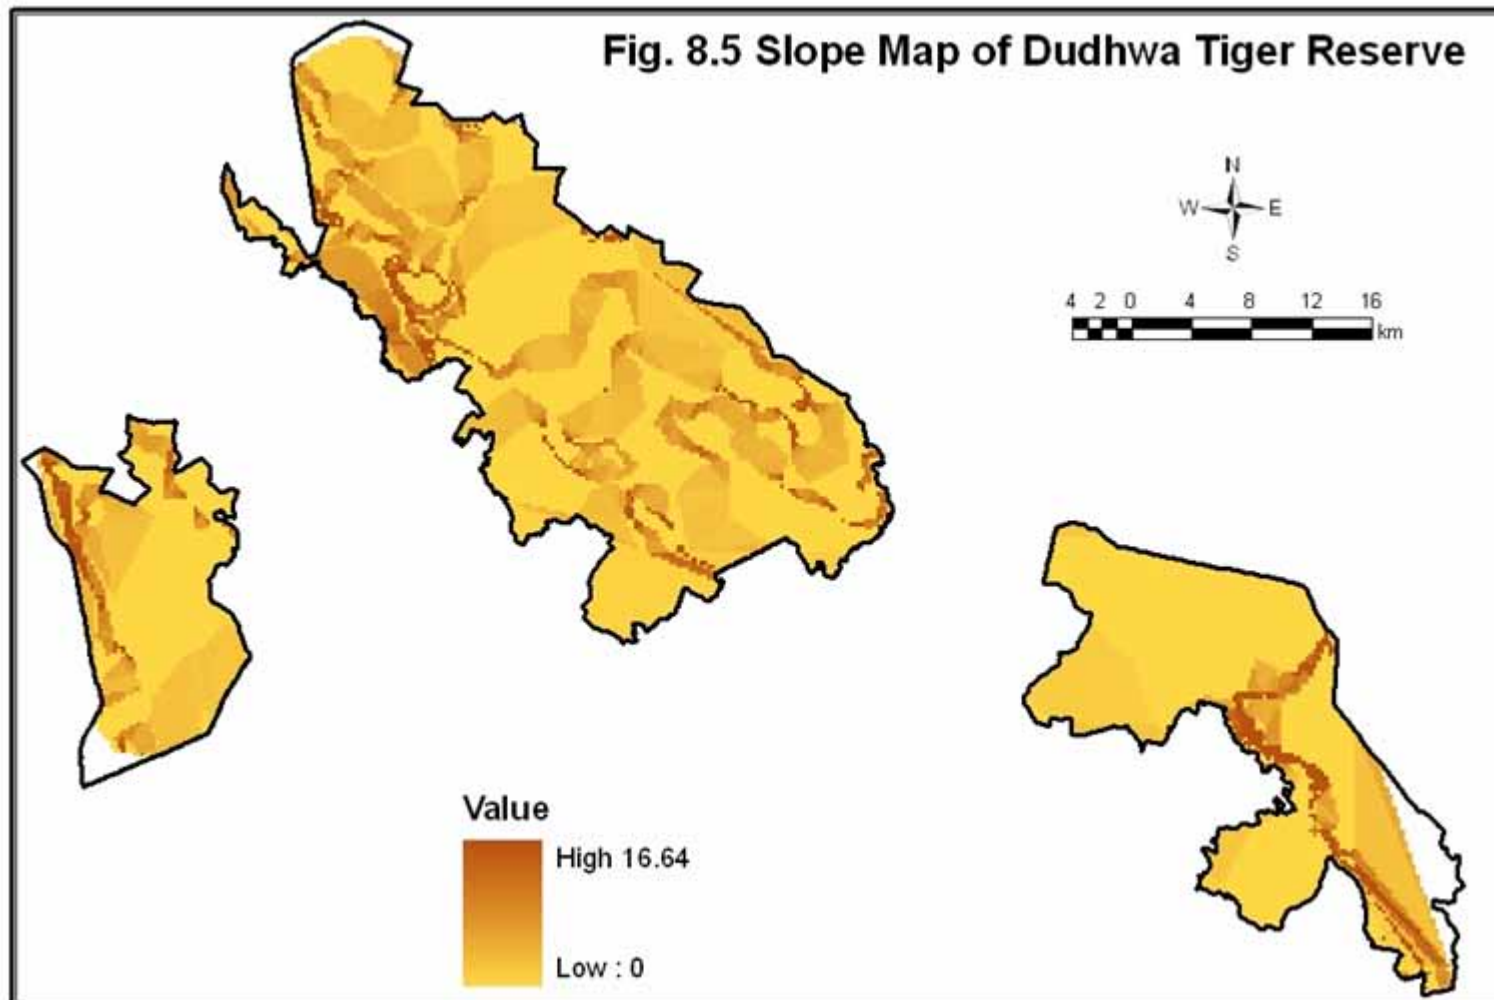 Fig. 8.5 Slope Map of Dudhwa Tiger Reserve
N
W E
S
4 2 0 4 8 12 16
km
Value
High 16.64
Low : 0